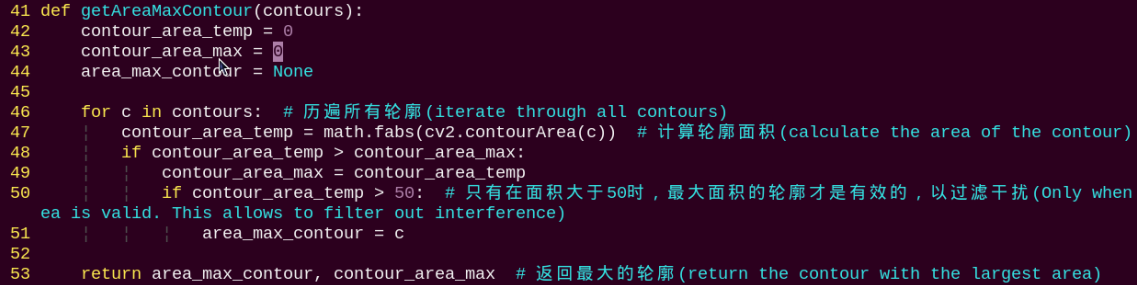 41 def getAreaMaxContour(contours):
42     contour_area_temp = 0
43     contour_area_max = 0
44     area_max_contour = None
45
46     for c in contours:  # 历遍所有轮廓(iterate through all contours)
47         contour_area_temp = math.fabs(cv2.contourArea(c))  # 计算轮廓面积(calculate the area of the contour)
48         if contour_area_temp > contour_area_max:
49             contour_area_max = contour_area_temp
50             if contour_area_temp > 50:  # 只有在面积大于50时，最大面积的轮廓才是有效的，以过滤干扰(Only when
ea is valid. This allows to filter out interference)
51                 area_max_contour = c
52
53     return area_max_contour, contour_area_max  # 返回最大的轮廓(return the contour with the largest area)